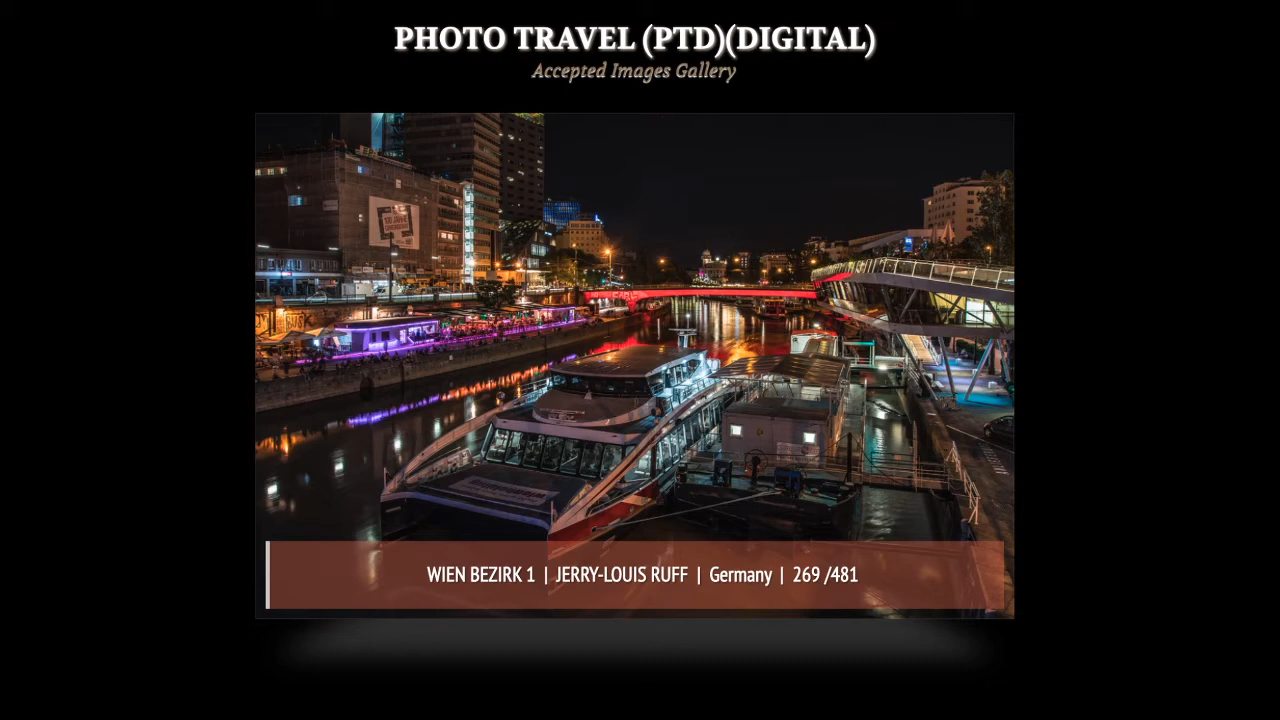 PHOTO TRAVEL (PTD)(DIGITAL)
Accepted Images Gallery
WIEN BEZIRK 1 | JERRY-LOUIS RUFF | Germany | 269 /481